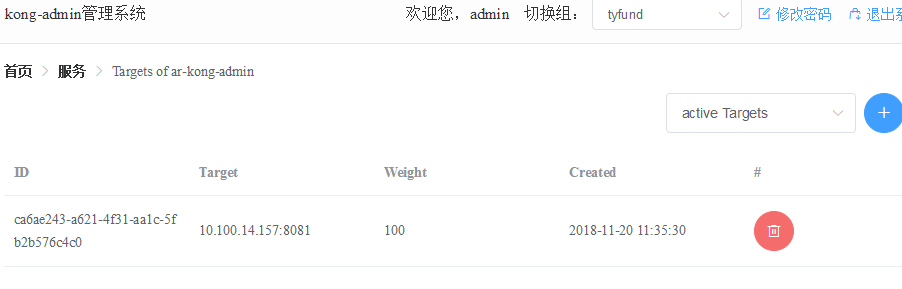 kong-admin管理系统 欢迎您，admin 切换组： tyfund 修改密码 退出系
首页 > 服务 > Targets of ar-kong-admin
active Targets
ID Target Weight Created #
ca6ae243-a621-4f31-aa1c-5f
b2b576c4c0 10.100.14.157:8081 100 2018-11-20 11:35:30